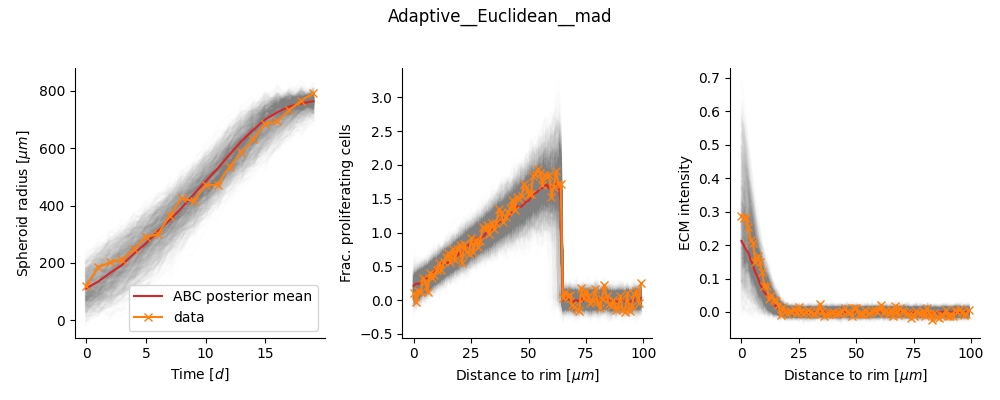 Adaptive__Euclidean__mad
Spheroid radius [μm]
800
600
400
200
0
0 5 10 15
Time [d]
ABC posterior mean
data
Frac. proliferating cells
3.0
2.5
2.0
1.5
1.0
0.5
0.0
−0.5
0 25 50 75 100
Distance to rim [μm]
ECM intensity
0.7
0.6
0.5
0.4
0.3
0.2
0.1
0.0
0 25 50 75 100
Distance to rim [μm]